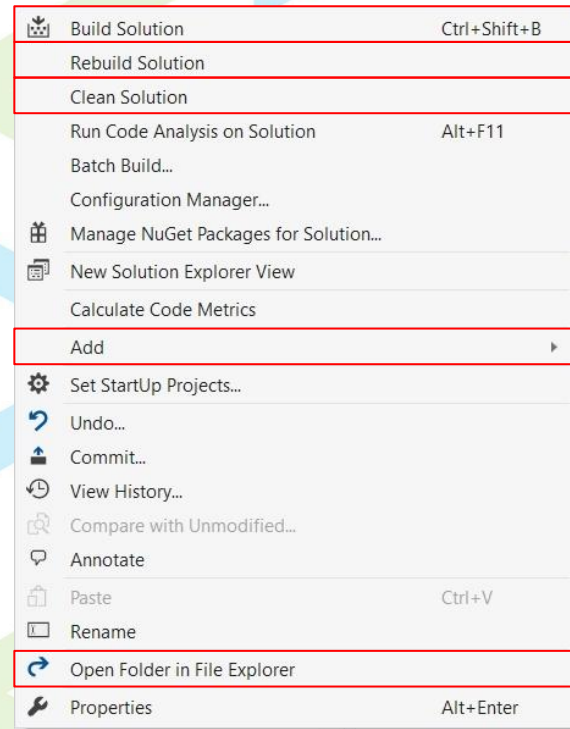 Build Solution Ctrl+Shift+B
Rebuild Solution
Clean Solution
Run Code Analysis on Solution Alt+F11
Batch Build...
Configuration Manager...
Manage NuGet Packages for Solution...
New Solution Explorer View
Calculate Code Metrics
Add
Set StartUp Projects...
Undo...
Commit...
View History...
Compare with Unmodified...
Annotate
Paste Ctrl+V
Rename
Open Folder in File Explorer
Properties Alt+Enter